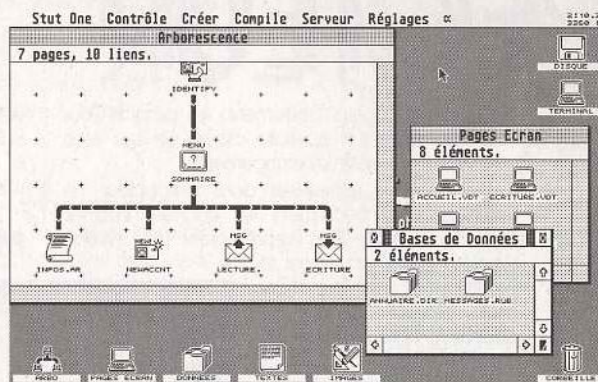 Stut One Contrôle Créer Compile Serveur Réglages
Arborescence
7 pages, 10 liens.
IDENTIFY
MENU
SOMMAIRE
INFOS.AR
NEWACCNT
MSG
LECTURE.
MSG
ECRITURE
DISQUE
TERMINAL
Pages Ecran
8 éléments.
ACCUEIL.VDT ECRITURE.VDT
Bases de Données
2 éléments.
ANNUAIRE.DIR MESSAGES.RUB
ARBO
PAGES ECRAN
DONNEES
TEXTES
IMAGES
CORBEILLE